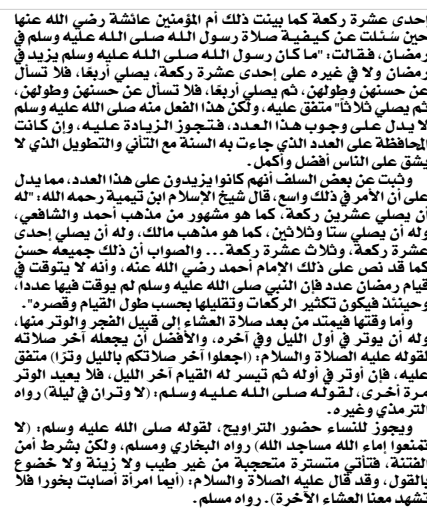 إحدى عشرة ركعة كما بينت ذلك أم المؤمنين عائشة رضي الله عنها
حين سُئلت عن كيفية صلاة رسول الله صلى الله عليه وسلم في
رمضان، فقالت: "ما كان رسول الله صلى الله عليه وسلم يزيد في
رمضان ولا في غيره على إحدى عشرة ركعة، يصلي أربعًا، فلا تسأل
عن حسنهن وطولهن، ثم يصلي أربعًا، فلا تسأل عن حسنهن وطولهن،
ثم يصلي ثلاثاً" متفق عليه، ولكن هذا الفعل منه صلى الله عليه وسلم
لا يدل على وجوب هذا العدد، فتجوز الزيادة عليه، وإن كانت
المحافظة على العدد الذي جاءت به السنة مع التأني والتطويل الذي لا
يشق على الناس أفضل وأكمل.
وثبت عن بعض السلف أنهم كانوا يزيدون على هذا العدد، مما يدل
على أن الأمر في ذلك واسع، قال شيخ الإسلام ابن تيمية رحمه الله: "له
أن يصلي عشرين ركعة، كما هو مشهور من مذهب أحمد والشافعي،
وله أن يصلي ستا وثلاثين، كما هو مذهب مالك، وله أن يصلي إحدى
عشرة ركعة، وثلاث عشرة ركعة... والصواب أن ذلك جميعه حسن
كما قد نص على ذلك الإمام أحمد رضي الله عنه، وأنه لا يتوقت في
قيام رمضان عدد فإن النبي صلى الله عليه وسلم لم يوقت فيها عددا،
وحينئذ فيكون تكثير الركعات وتقليلها بحسب طول القيام وقصره".
وأما وقتها فيمتد من بعد صلاة العشاء إلى قبيل الفجر والوتر منها،
وله أن يوتر في أول الليل وفي آخره، والأفضل أن يجعله آخر صلاته
لقوله عليه الصلاة والسلام: (اجعلوا آخر صلاتكم بالليل وترًا) متفق
عليه، فإن أوتر في أوله ثم تيسر له القيام آخر الليل، فلا يعيد الوتر
مرة أخرى، لقوله صلى الله عليه وسلم: (لا وتران في ليلة) رواه
الترمذي وغيره.
ويجوز للنساء حضور التراويح، لقوله صلى الله عليه وسلم: (لا
تمنعوا إماء الله مساجد الله) رواه البخاري ومسلم، ولكن بشرط أمن
الفتنة، فتأتي متسترة متحجبة من غير طيب ولا زينة ولا خضوع
بالقول، وقد قال عليه الصلاة والسلام: (أيما امرأة أصابت بخورا فلا
تشهد معنا العشاء الآخرة). رواه مسلم.